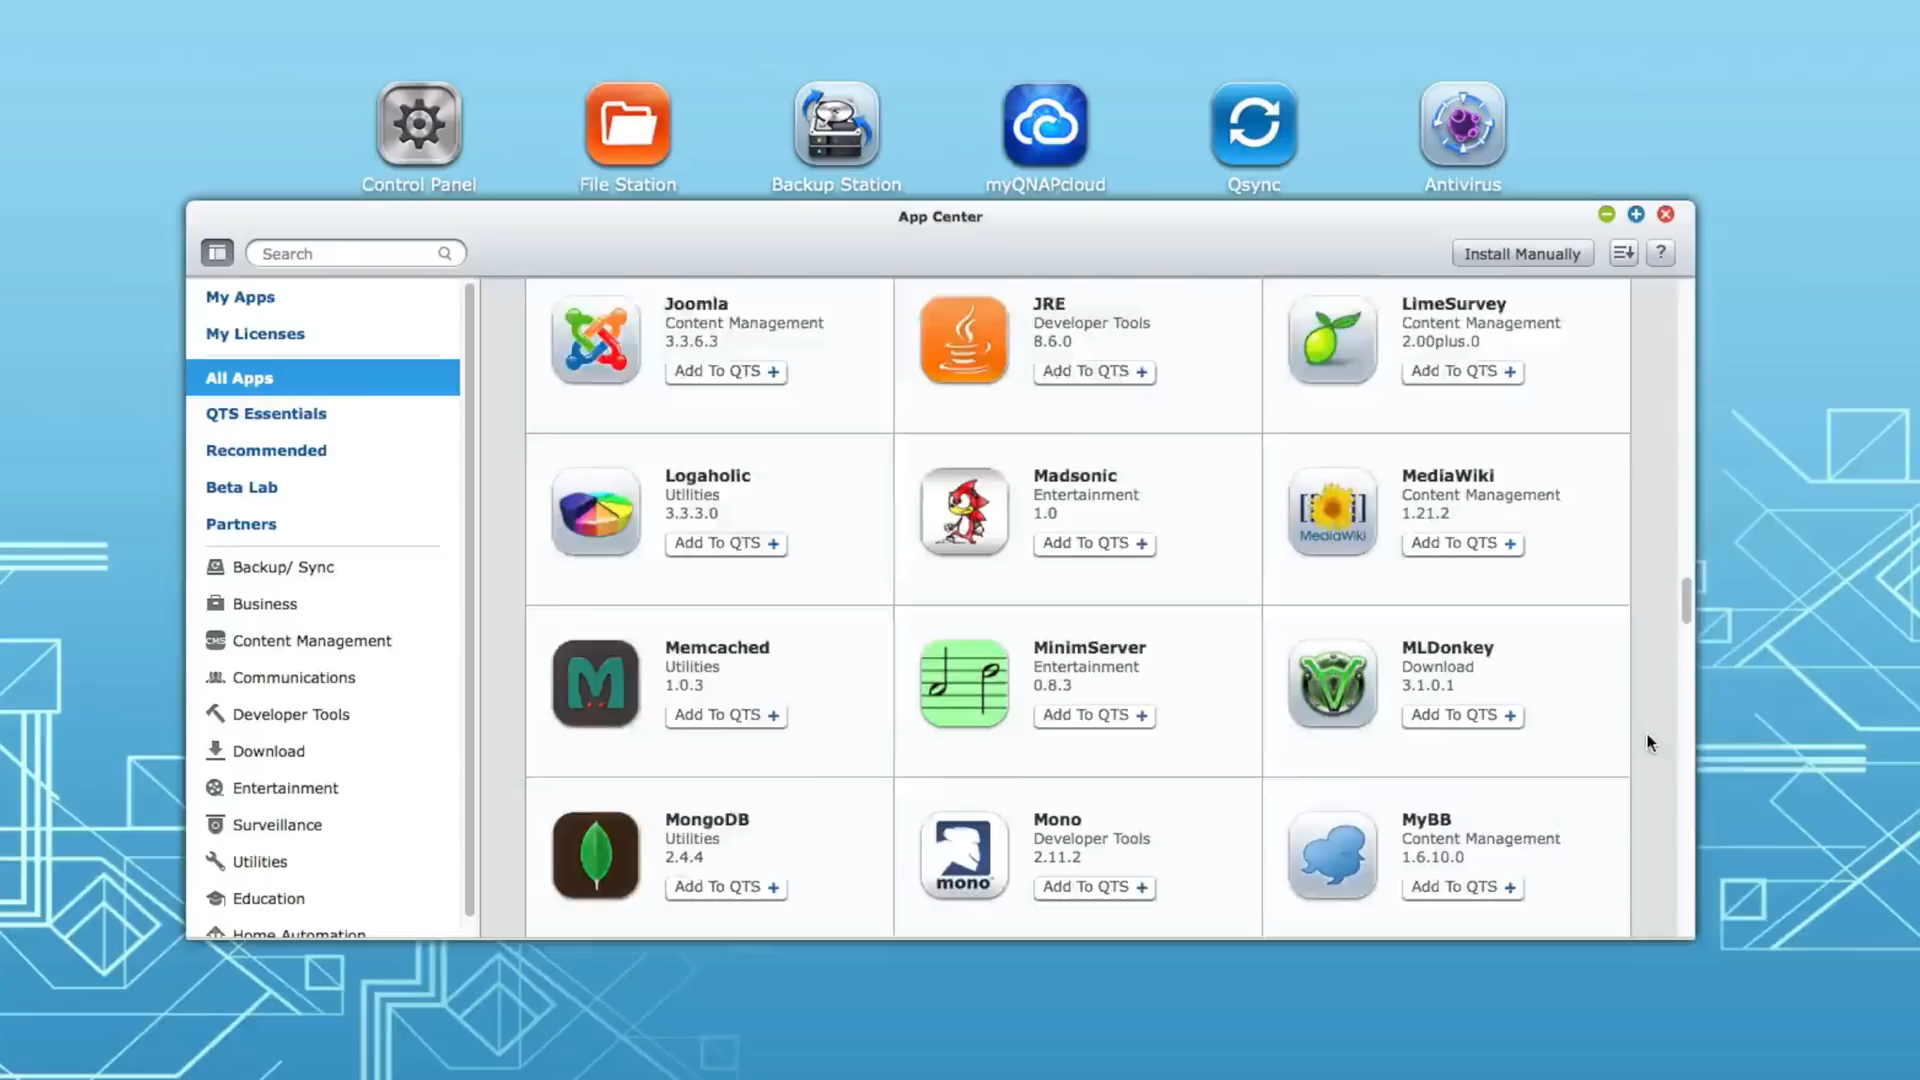 Control Panel
File Station
Backup Station
myQNAPcloud
Qsync
Antivirus
App Center
Search
Install Manually
?
My Apps
My Licenses
All Apps
QTS Essentials
Recommended
Beta Lab
Partners
Backup/ Sync
Business
CMS Content Management
Communications
Developer Tools
Download
Entertainment
Surveillance
Utilities
Education
Home Automation
Joomla
Content Management
3.3.6.3
Add To QTS +
JRE
Developer Tools
8.6.0
Add To QTS +
LimeSurvey
Content Management
2.00plus.0
Add To QTS +
Logaholic
Utilities
3.3.3.0
Add To QTS +
Madsonic
Entertainment
1.0
Add To QTS +
MediaWiki
MediaWiki
Content Management
1.21.2
Add To QTS +
Memcached
Utilities
1.0.3
Add To QTS +
MinimServer
Entertainment
0.8.3
Add To QTS +
MLDonkey
Download
3.1.0.1
Add To QTS +
MongoDB
Utilities
2.4.4
Add To QTS +
mono
Mono
Developer Tools
2.11.2
Add To QTS +
MyBB
Content Management
1.6.10.0
Add To QTS +